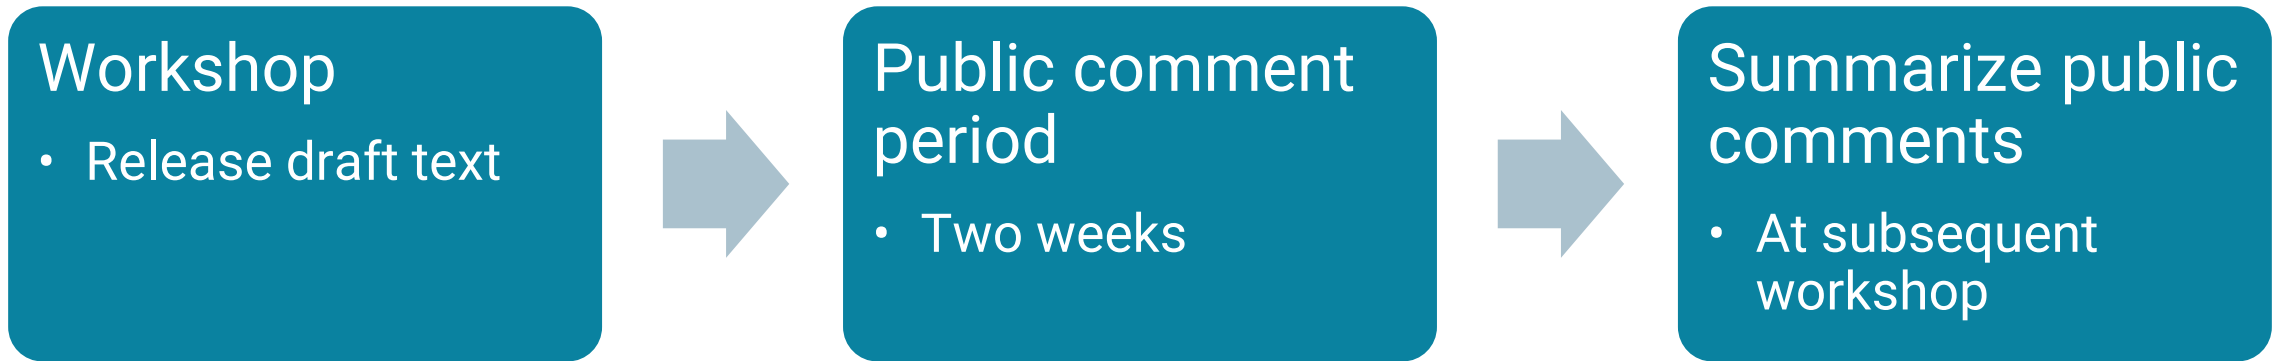 Workshop
• Release draft text
Public comment
period
• Two weeks
Summarize public
comments
• At subsequent
workshop